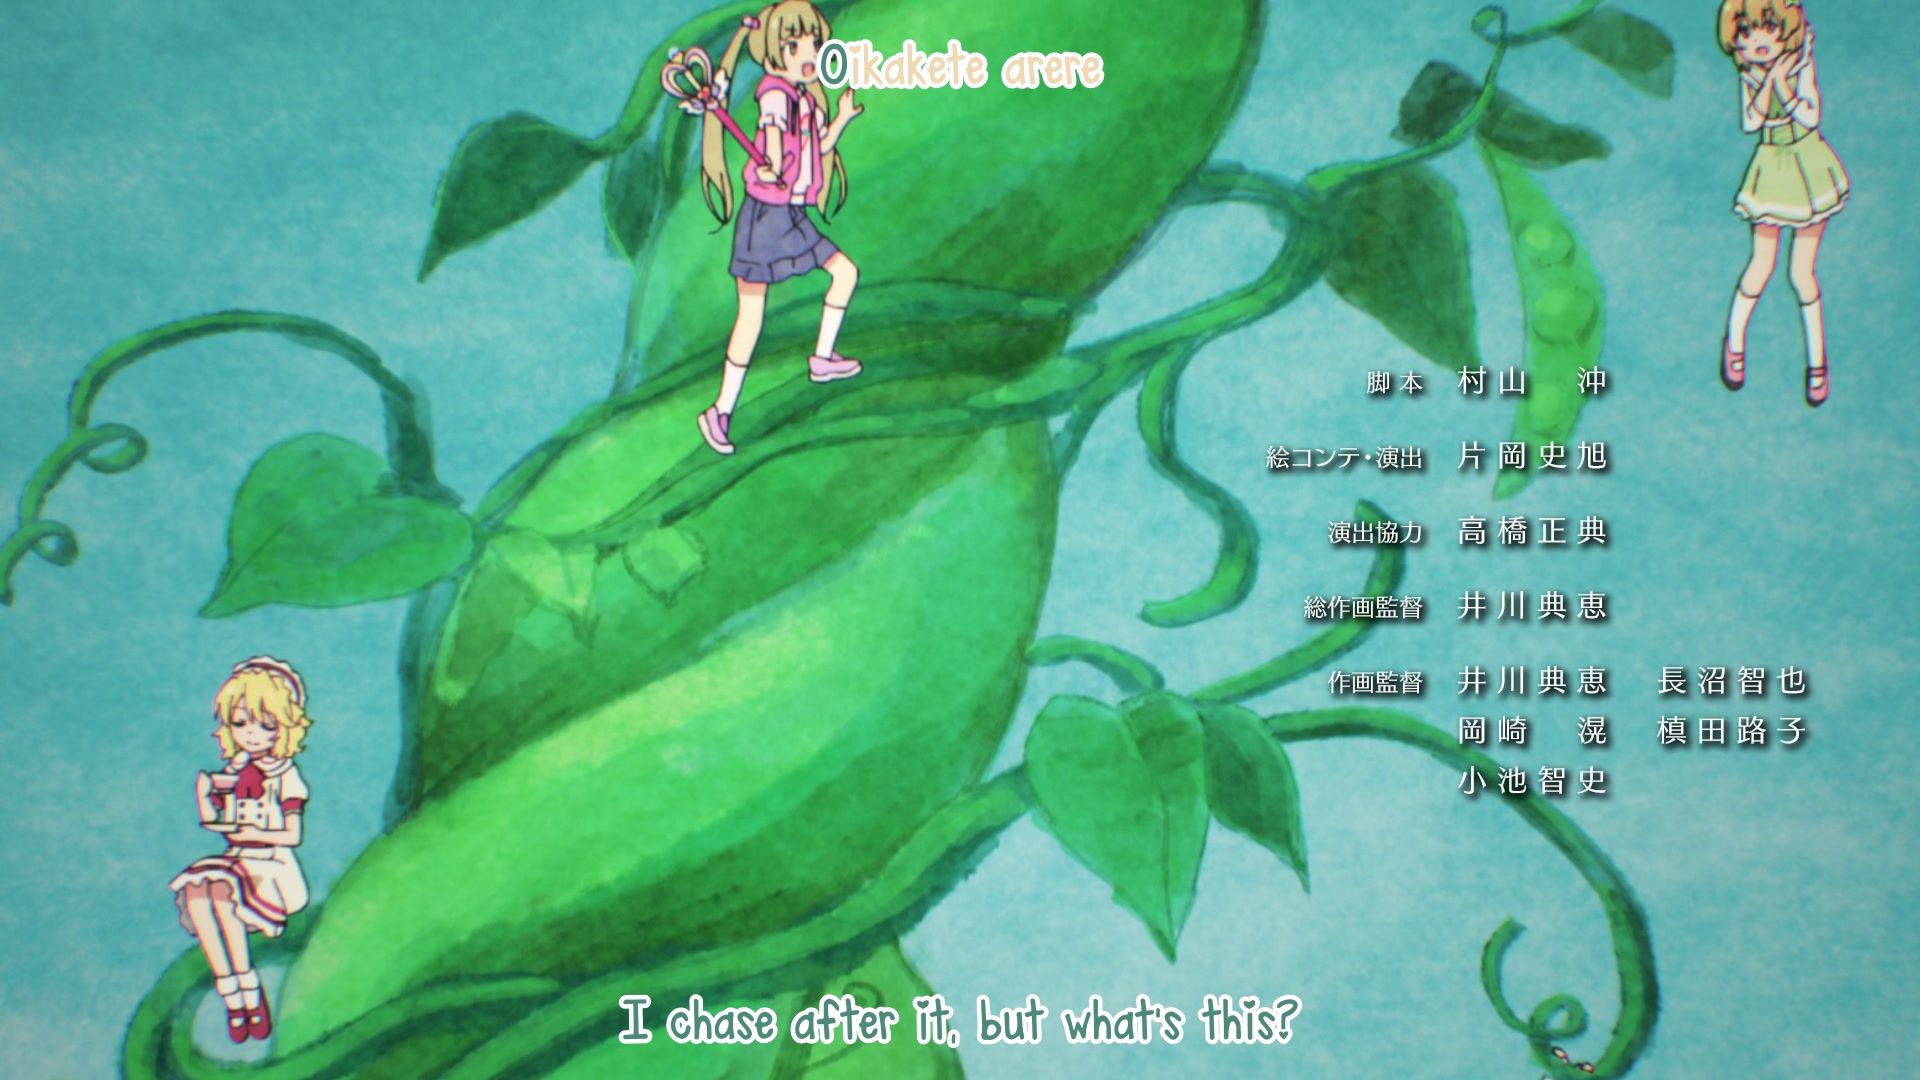 Oikakete arere
脚本 村山 沖
絵コンテ・演出 片岡史旭
演出協力 高橋正典
総作画監督 井川典恵
作画監督 井川典恵 長沼智也
岡崎 滉 槙田路子
小池智史
I chase after it, but what's this?